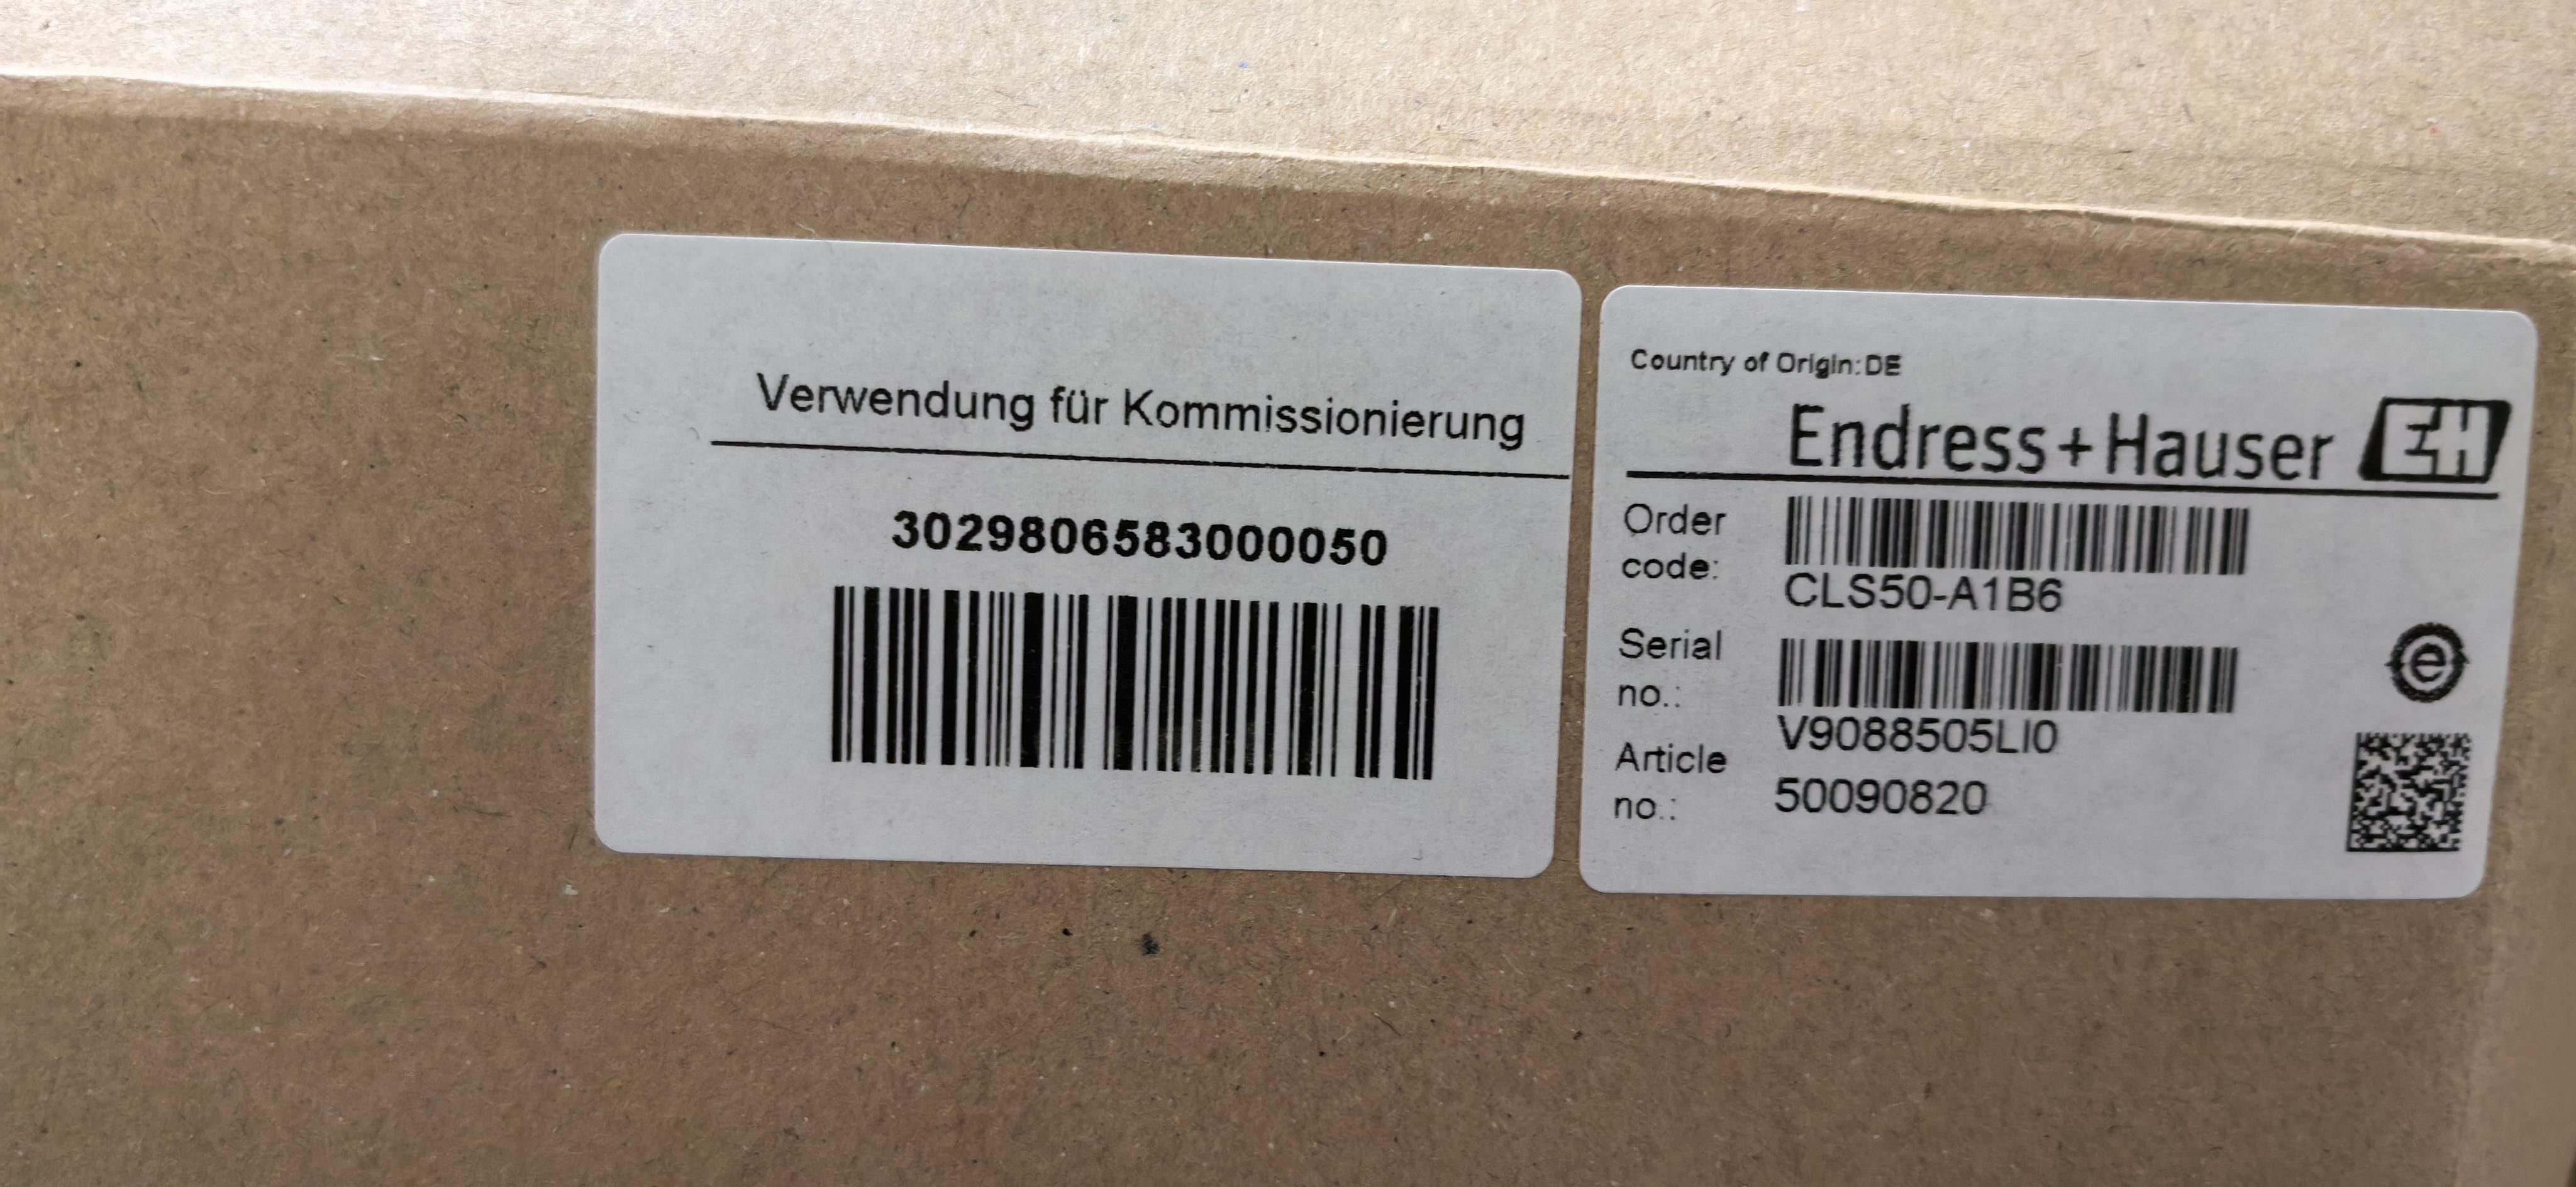 Verwendung für Kommissionierung
3029806583000050
Country of Origin:DE
Endress+Hauser EH
Order code:
CLS50-A1B6
Serial no.:
V9088505LI0
Article no.:
50090820
e